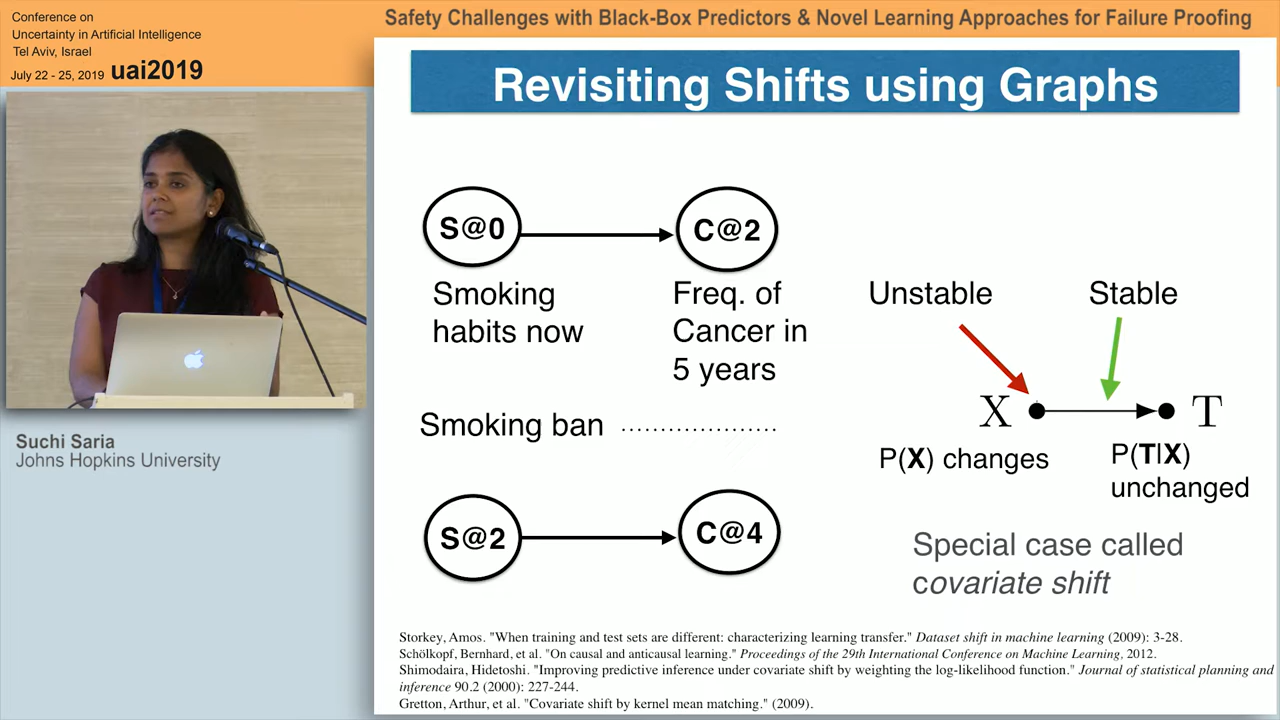 Conference on
Uncertainty in Artificial Intelligence
Tel Aviv, Israel
July 22 - 25, 2019 uai2019
Safety Challenges with Black-Box Predictors & Novel Learning Approaches for Failure Proofing
Suchi Saria
Johns Hopkins University
Revisiting Shifts using Graphs
S@0
C@2
Smoking
habits now
Freq. of
Cancer in
5 years
Smoking ban ....................
S@2
C@4
Unstable
Stable
X
T
P(X) changes
P(T|X)
unchanged
Special case called
covariate shift
Storkey, Amos. "When training and test sets are different: characterizing learning transfer." Dataset shift in machine learning (2009): 3-28.
Schölkopf, Bernhard, et al. "On causal and anticausal learning." Proceedings of the 29th International Conference on Machine Learning, 2012.
Shimodaira, Hidetoshi. "Improving predictive inference under covariate shift by weighting the log-likelihood function." Journal of statistical planning and
inference 90.2 (2000): 227-244.
Gretton, Arthur, et al. "Covariate shift by kernel mean matching." (2009).